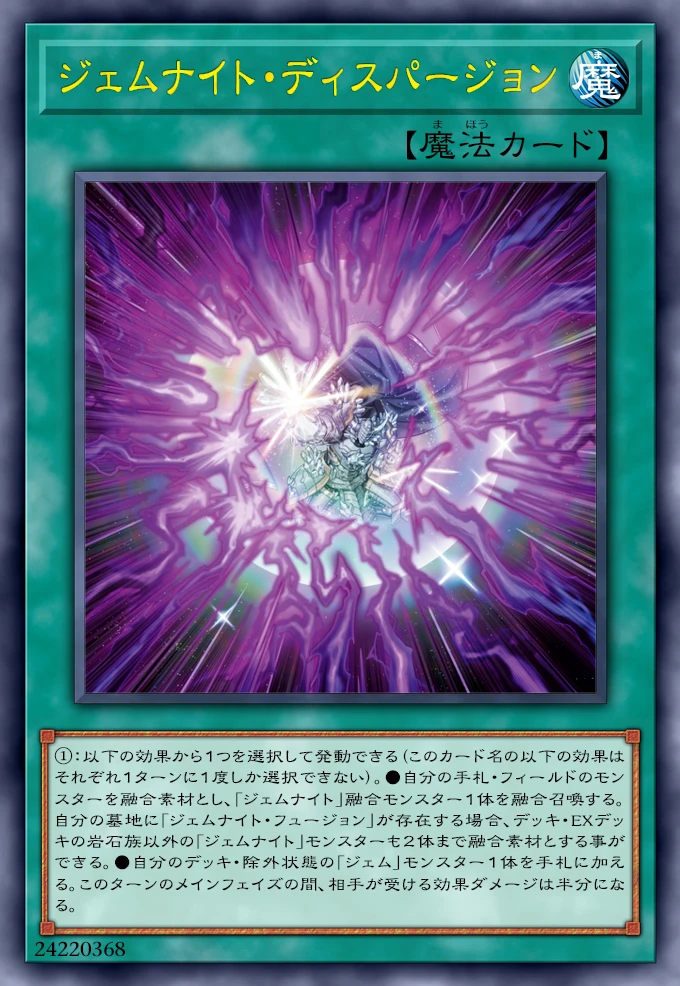 ジェムナイト・ディスパージョン
魔
ま
ま ほう
【魔法カード】
①：以下の効果から１つを選択して発動できる（このカード名の以下の効果は
それぞれ１ターンに１度しか選択できない）。●自分の手札・フィールドのモン
スターを融合素材とし、「ジェムナイト」融合モンスター１体を融合召喚する。
自分の墓地に「ジェムナイト・フュージョン」が存在する場合、デッキ・EXデッ
キの岩石族以外の「ジェムナイト」モンスターも２体まで融合素材とする事が
できる。●自分のデッキ・除外状態の「ジェム」モンスター１体を手札に加え
る。このターンのメインフェイズの間、相手が受ける効果ダメージは半分にな
る。
24220368